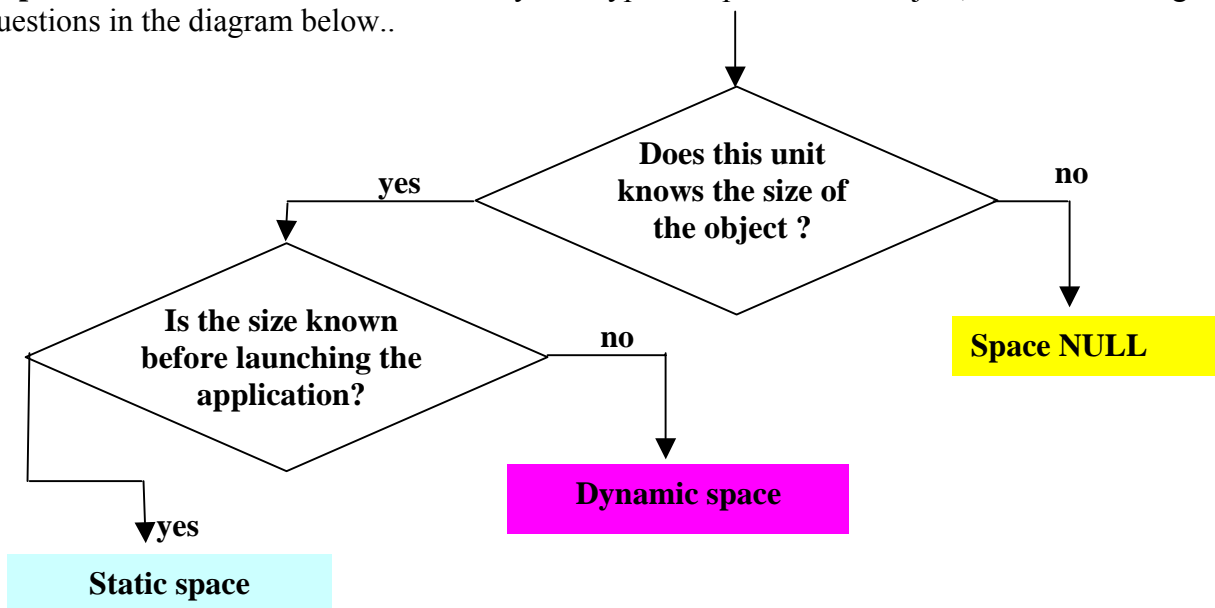 uestions in the diagram below..
Does this unit
knows the size of
the object ?
yes
no
Is the size known
before launching the
application?
no
Space NULL
Dynamic space
yes
Static space